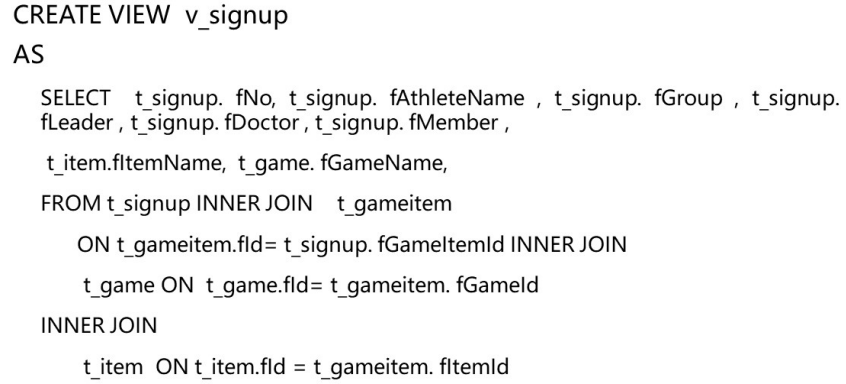 CREATE VIEW v_signup
AS
SELECT t_signup. fNo, t_signup. fAthleteName , t_signup. fGroup , t_signup.
fLeader , t_signup. fDoctor , t_signup. fMember ,
t_item.fItemName, t_game. fGameName,
FROM t_signup INNER JOIN t_gameitem
ON t_gameitem.fId= t_signup. fGameItemId INNER JOIN
t_game ON t_game.fId= t_gameitem. fGameId
INNER JOIN
t_item ON t_item.fId = t_gameitem. fItemId